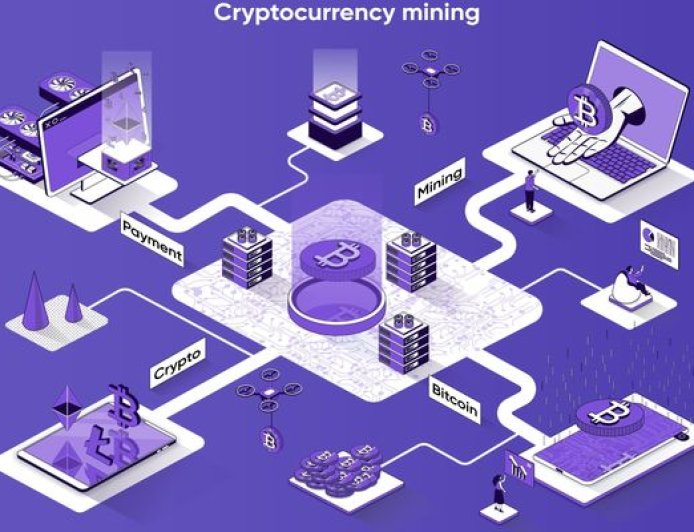 Cryptocurrency mining
Mining
Payment
Crypto
Bitcoin